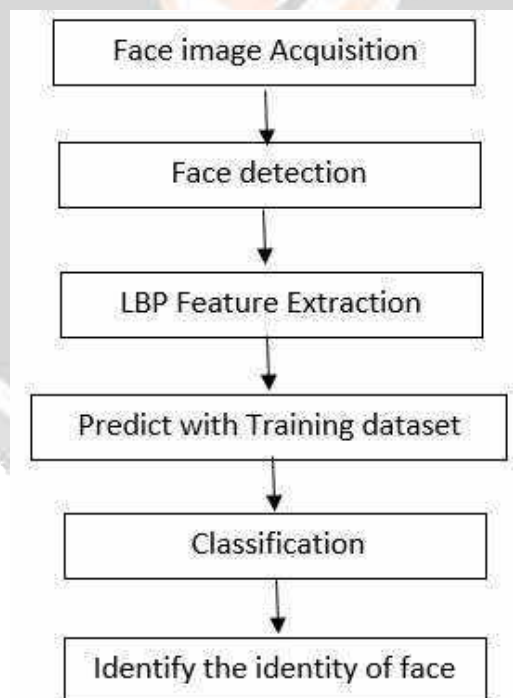 Face image Acquisition
Face detection
LBP Feature Extraction
Predict with Training dataset
Classification
Identify the identity of face